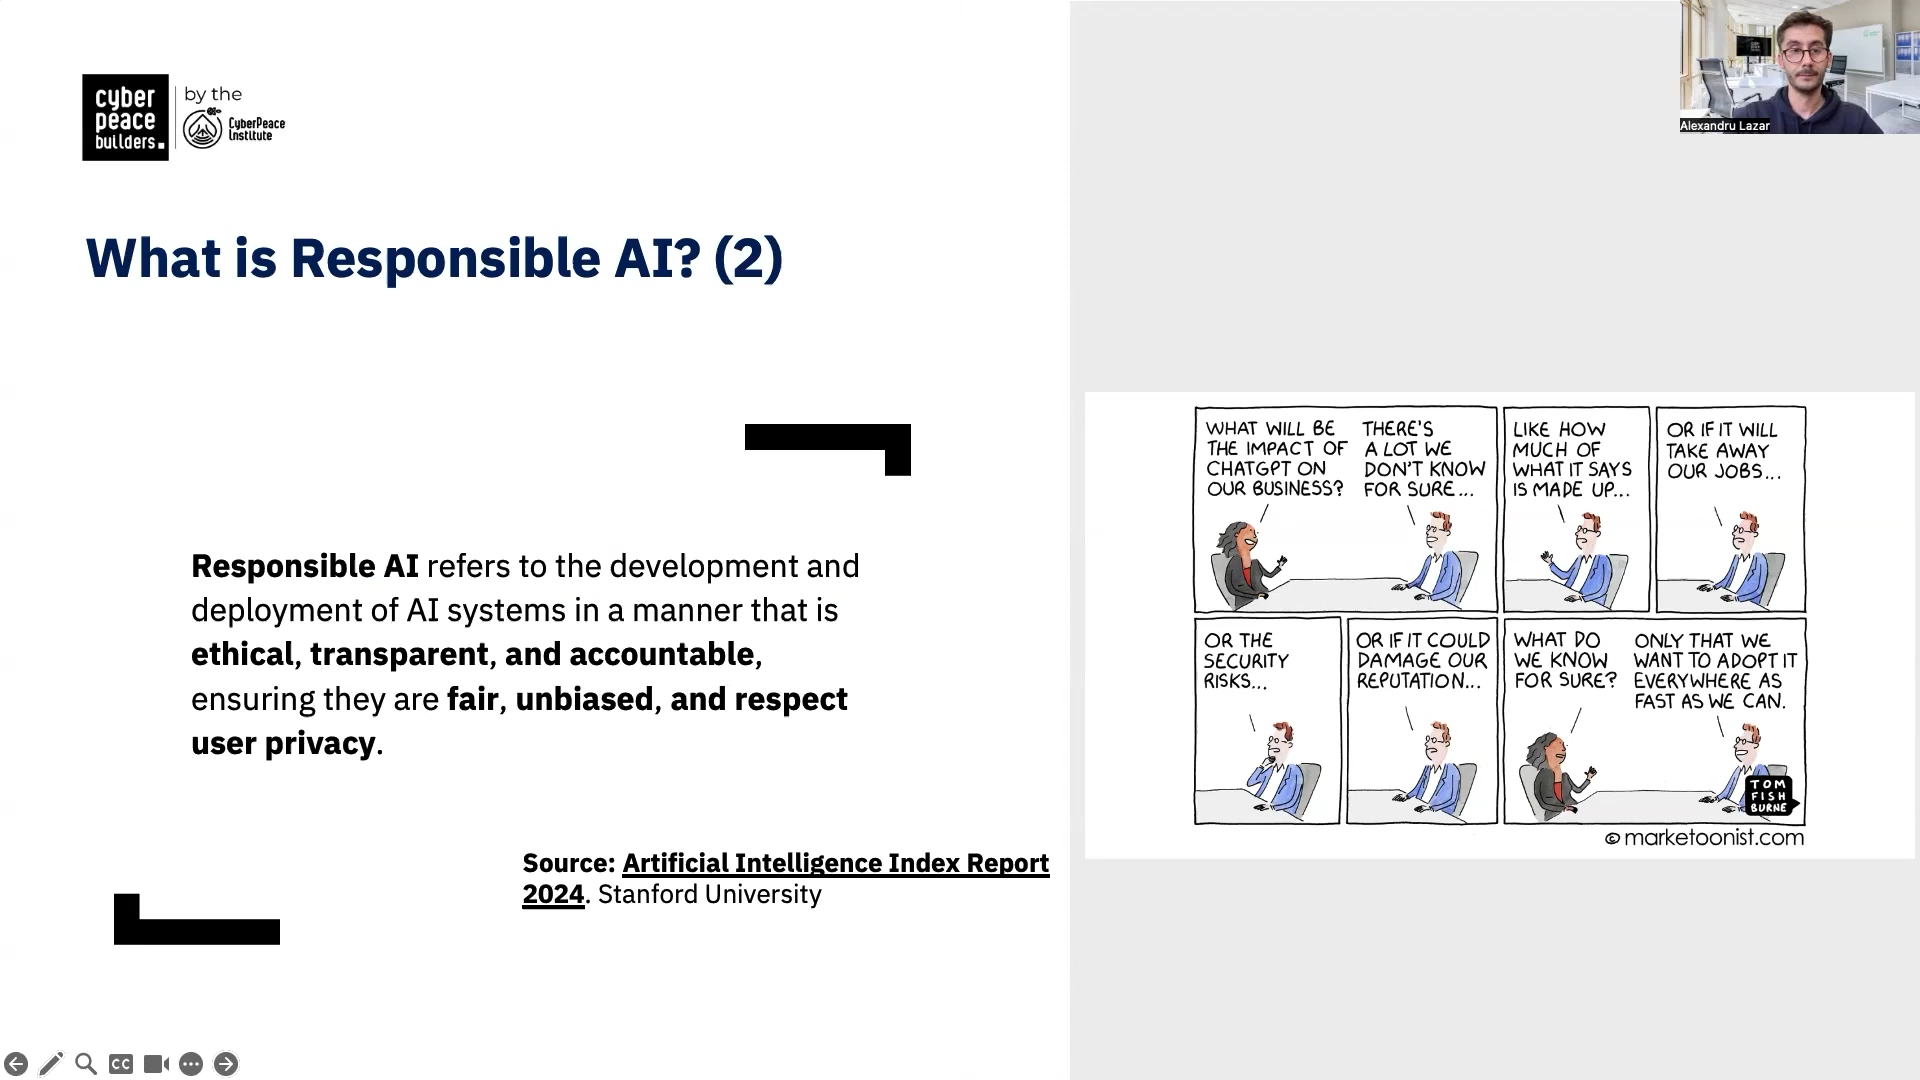 cyber
peace
builders.
by the
CyberPeace
Institute
Alexandru Lazar
What is Responsible AI? (2)
Responsible AI refers to the development and
deployment of AI systems in a manner that is
ethical, transparent, and accountable,
ensuring they are fair, unbiased, and respect
user privacy.
Source: Artificial Intelligence Index Report
2024. Stanford University
WHAT WILL BE
THE IMPACT OF
CHATGPT ON
OUR BUSINESS?
THERE'S
A LOT WE
DON'T KNOW
FOR SURE...
LIKE HOW
MUCH OF
WHAT IT SAYS
IS MADE UP...
OR IF IT WILL
TAKE AWAY
OUR JOBS...
OR THE
SECURITY
RISKS...
OR IF IT COULD
DAMAGE OUR
REPUTATION...
WHAT DO
WE KNOW
FOR SURE?
ONLY THAT WE
WANT TO ADOPT IT
EVERYWHERE AS
FAST AS WE CAN.
TOM
FISH
BURNE
© marketoonist.com
CC